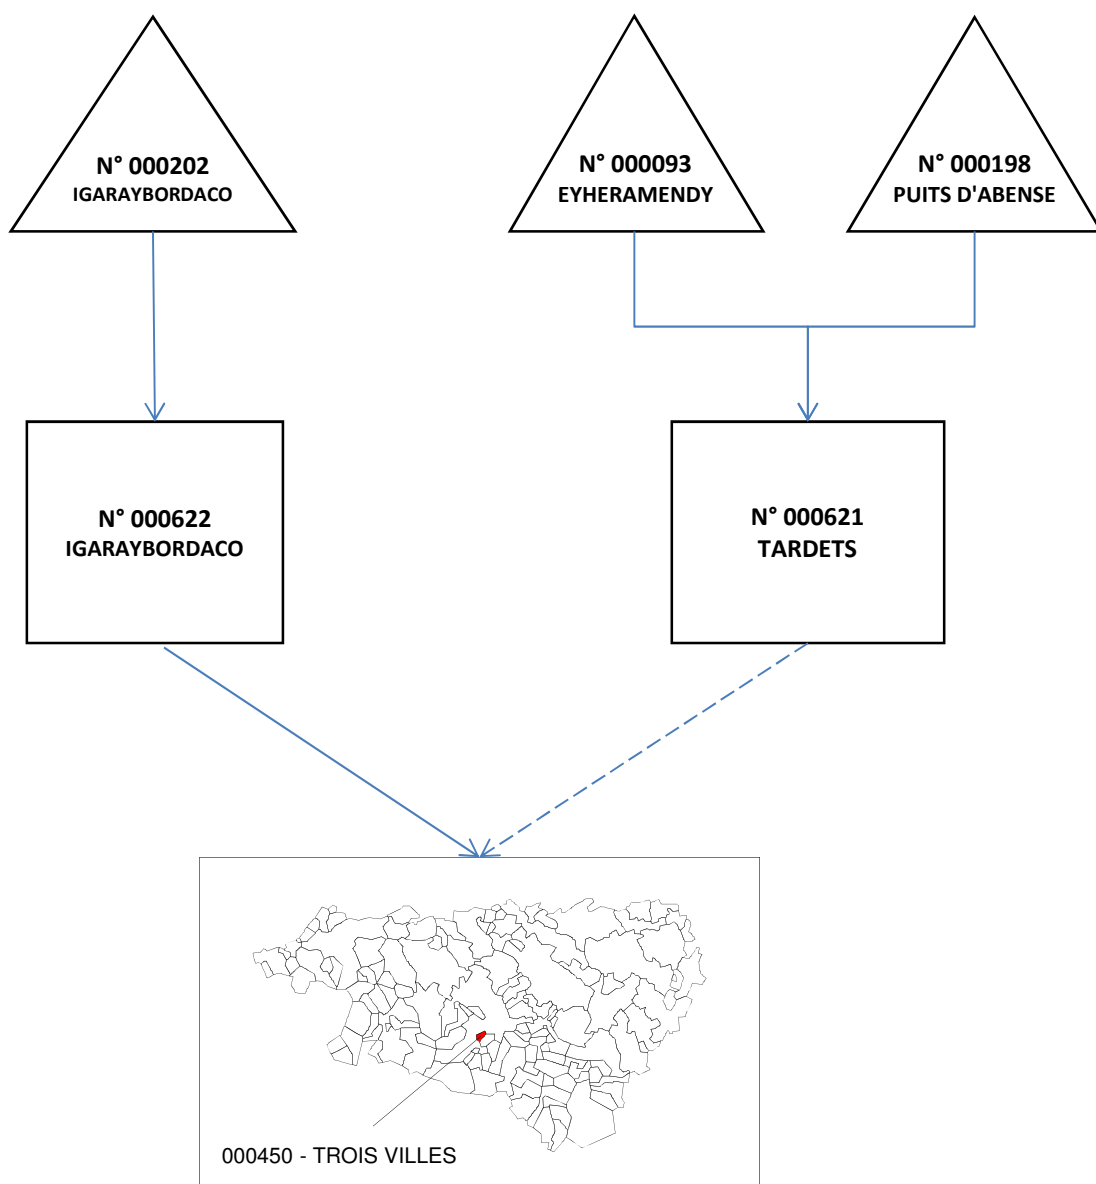 N° 000202
IGARAYBORDACO
N° 000093
EYHERAMENDY
N° 000198
PUITS D'ABENSE
N° 000622
IGARAYBORDACO
N° 000621
TARDETS
000450 - TROIS VILLES